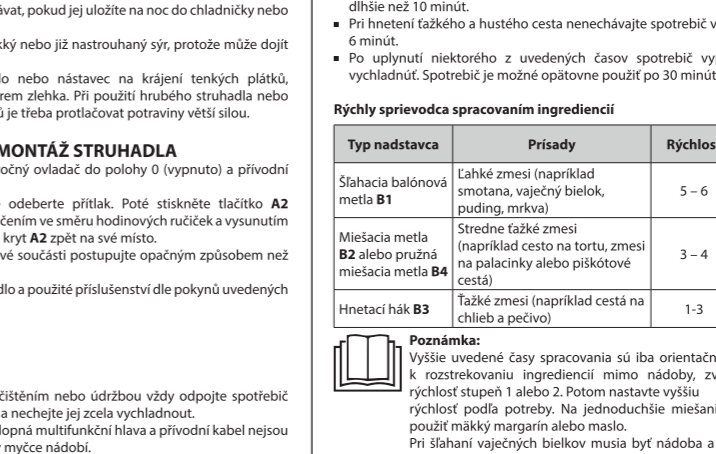 ávat, pokud jej uložíte na noc do chladničky nebo
kký nebo již nastrouhaný sýr, protože může dojít
lo nebo nástavec na krájení tenkých plátků,
rem zlehka. Při použití hrubého struhadla nebo
ů je třeba protlačovat potraviny větší silou.
MONTÁŽ STRUHADLA
očný ovladač do polohy 0 (vypnuto) a přívodní
odeberte přítlak. Poté stiskněte tlačítko A2
čením ve směru hodinových ručiček a vysunutím
kryt A2 zpět na své místo.
vé součásti postupujte opačným způsobem než
dlo a použité příslušenství dle pokynů uvedených
čištěním nebo údržbou vždy odpojte spotřebič
a nechejte jej zcela vychladnout.
lopná multifunkční hlava a přívodní kabel nejsou
myčce nádobí.
dlhšie než 10 minút.
▪ Pri hnetení ťažkého a hustého cesta nenechávajte spotrebič v
6 minút.
▪ Po uplynutí niektorého z uvedených časov spotrebič vyp
vychladnúť. Spotrebič je možné opätovne použiť po 30 minút
Rýchly sprievodca spracovaním ingrediencií
Typ nadstavca Prísady Rýchlos
Šľahacia balónová metla B1 Ľahké zmesi (napríklad smotana, vaječný bielok, puding, mrkva) 5 – 6
Miešacia metla B2 alebo pružná miešacia metla B4 Stredne ťažké zmesi (napríklad cesto na tortu, zmesi na palacinky alebo piškótové cestá) 3 – 4
Hnetací hák B3 Ťažké zmesi (napríklad cestá na chlieb a pečivo) 1-3
Poznámka:
Vyššie uvedené časy spracovania sú iba orientačn
k rozstrekovaniu ingrediencií mimo nádoby, zv
rýchlosť stupeň 1 alebo 2. Potom nastavte vyššiu
rýchlosť podľa potreby. Na jednoduchšie miešani
použiť mäkký margarín alebo maslo.
Pri šľahaní vaječných bielkov musia byť nádoba a